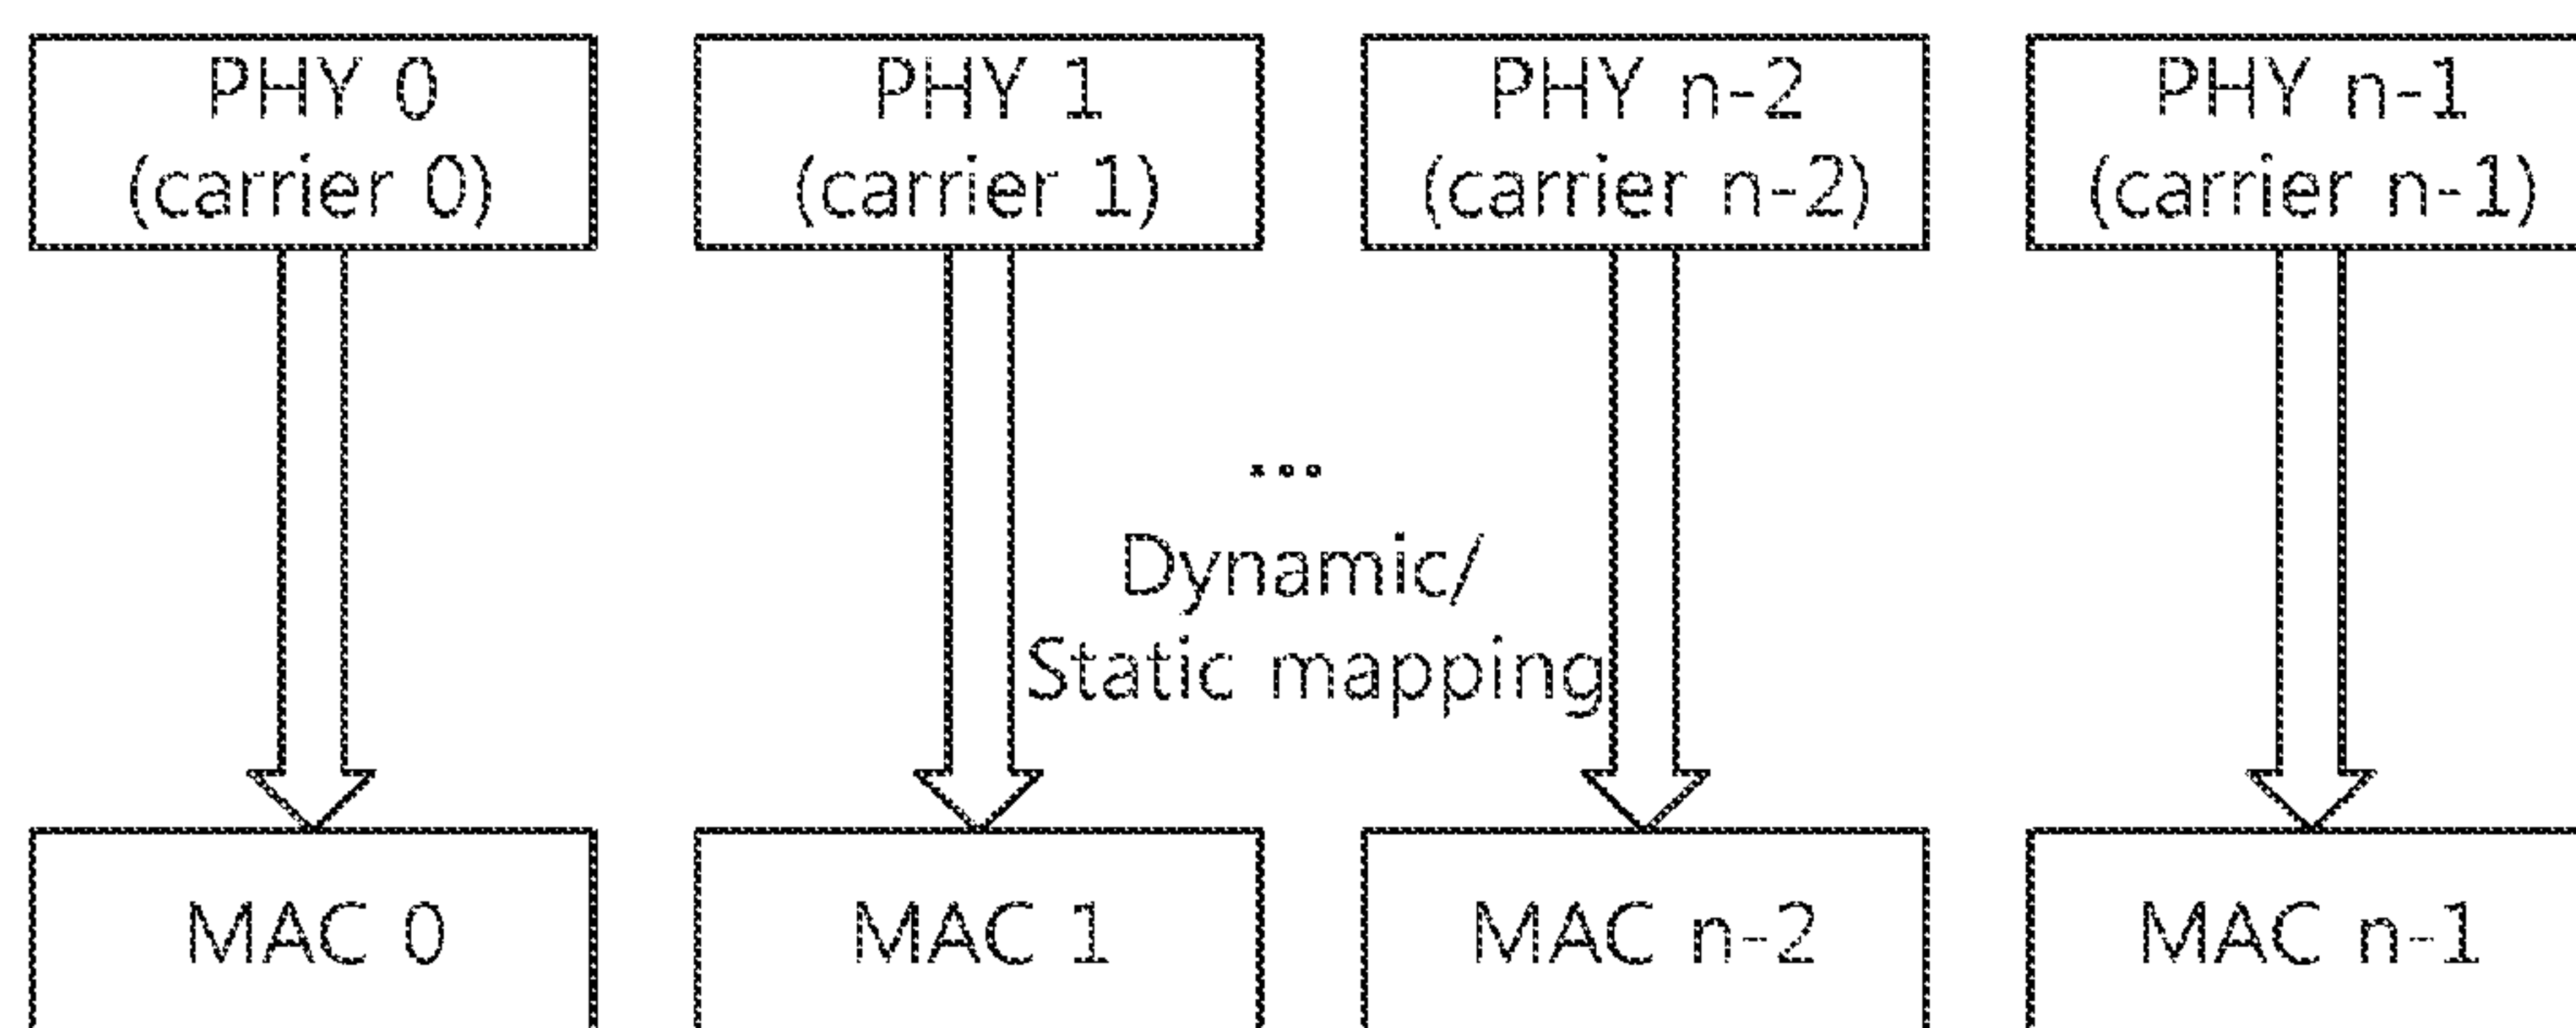 PHY 0
(carrier 0)
PHY 1
(carrier 1)
PHY n-2
(carrier n-2)
PHY n-1
(carrier n-1)
...
Dynamic/
Static mapping
MAC 0
MAC 1
MAC n-2
MAC n-1